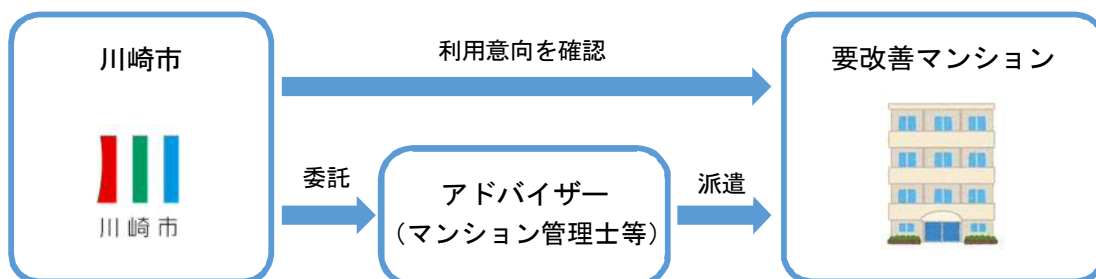 川崎市
利用意向を確認
要改善マンション
川崎市
委託
アドバイザー
（マンション管理士等）
派遣